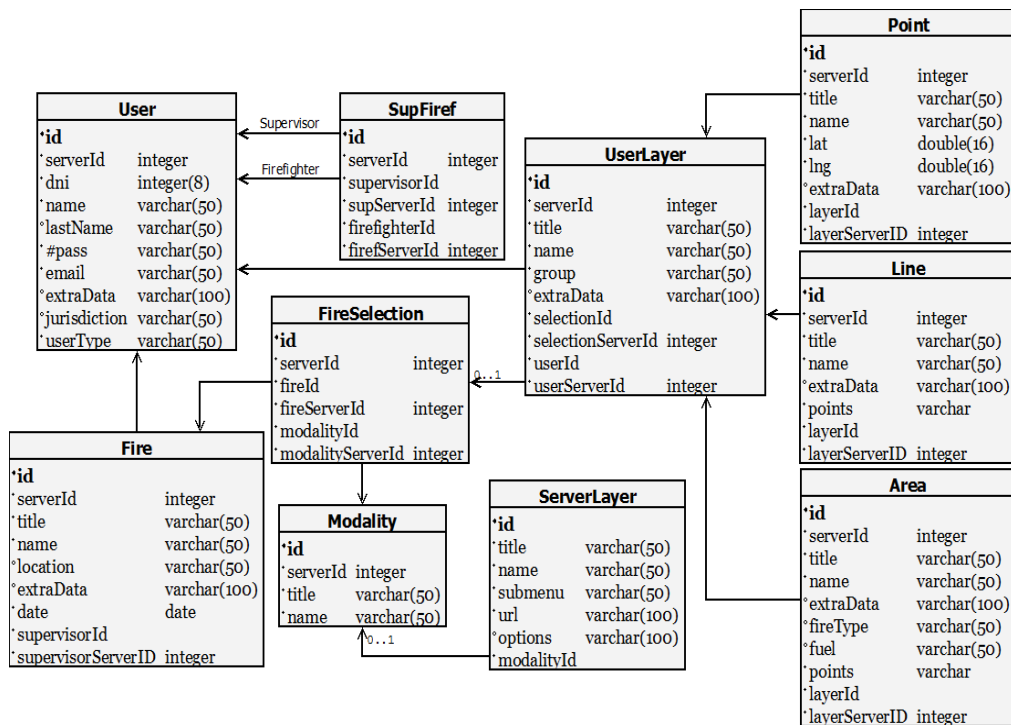 User
id
serverId integer
dni integer(8)
name varchar(50)
lastName varchar(50)
#pass varchar(50)
email varchar(50)
extraData varchar(100)
jurisdiction varchar(50)
userType varchar(50)
Supervisor
Firefighter
SupFiref
id
serverId integer
supervisorId
supServerId integer
firefighterId
firefServerId integer
UserLayer
id
serverId integer
title varchar(50)
name varchar(50)
group varchar(50)
extraData varchar(100)
selectionId
selectionServerId integer
userId
userServerId integer
Point
id
serverId integer
title varchar(50)
name varchar(50)
lat double(16)
lng double(16)
extraData varchar(100)
layerId
layerServerID integer
Line
id
serverId integer
title varchar(50)
name varchar(50)
extraData varchar(100)
points varchar
layerId
layerServerID integer
FireSelection
id
serverId integer
fireId
fireServerId integer
modalityId
modalityServerId integer
0..1
Fire
id
serverId integer
title varchar(50)
name varchar(50)
location varchar(50)
extraData varchar(100)
date date
supervisorId
supervisorServerID integer
Modality
id
serverId integer
title varchar(50)
name varchar(50)
0..1
ServerLayer
id
title varchar(50)
name varchar(50)
submenu varchar(50)
url varchar(100)
options varchar(100)
modalityId
Area
id
serverId integer
title varchar(50)
name varchar(50)
extraData varchar(100)
fireType varchar(50)
fuel varchar(50)
points varchar
layerId
layerServerID integer